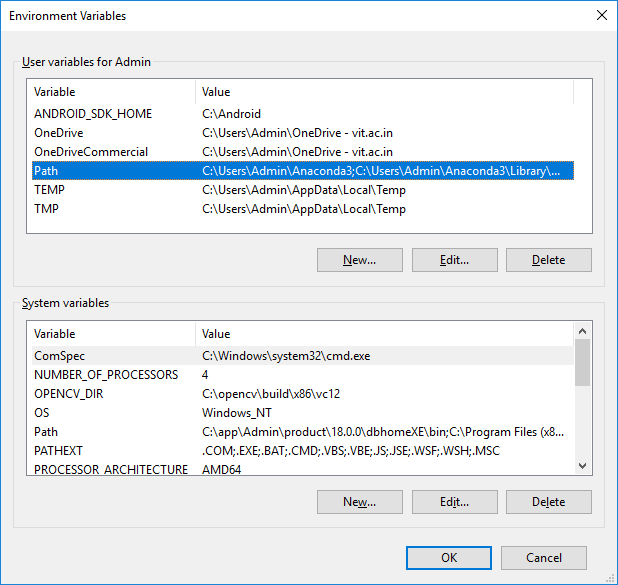 Environment Variables
User variables for Admin
Variable Value
ANDROID_SDK_HOME C:\Android
OneDrive C:\Users\Admin\OneDrive - vit.ac.in
OneDriveCommercial C:\Users\Admin\OneDrive - vit.ac.in
Path C:\Users\Admin\Anaconda3;C:\Users\Admin\Anaconda3\Library\...
TEMP C:\Users\Admin\AppData\Local\Temp
TMP C:\Users\Admin\AppData\Local\Temp
New... Edit... Delete
System variables
Variable Value
ComSpec C:\Windows\system32\cmd.exe
NUMBER_OF_PROCESSORS 4
OPENCV_DIR C:\opencv\build\x86\vc12
OS Windows_NT
Path C:\app\Admin\product\18.0.0\dbhomeXE\bin;C:\Program Files (x8...
PATHEXT .COM;.EXE;.BAT;.CMD;.VBS;.VBE;.JS;.JSE;.WSF;.WSH;.MSC
PROCESSOR_ARCHITECTURE AMD64
New... Edit... Delete
OK Cancel